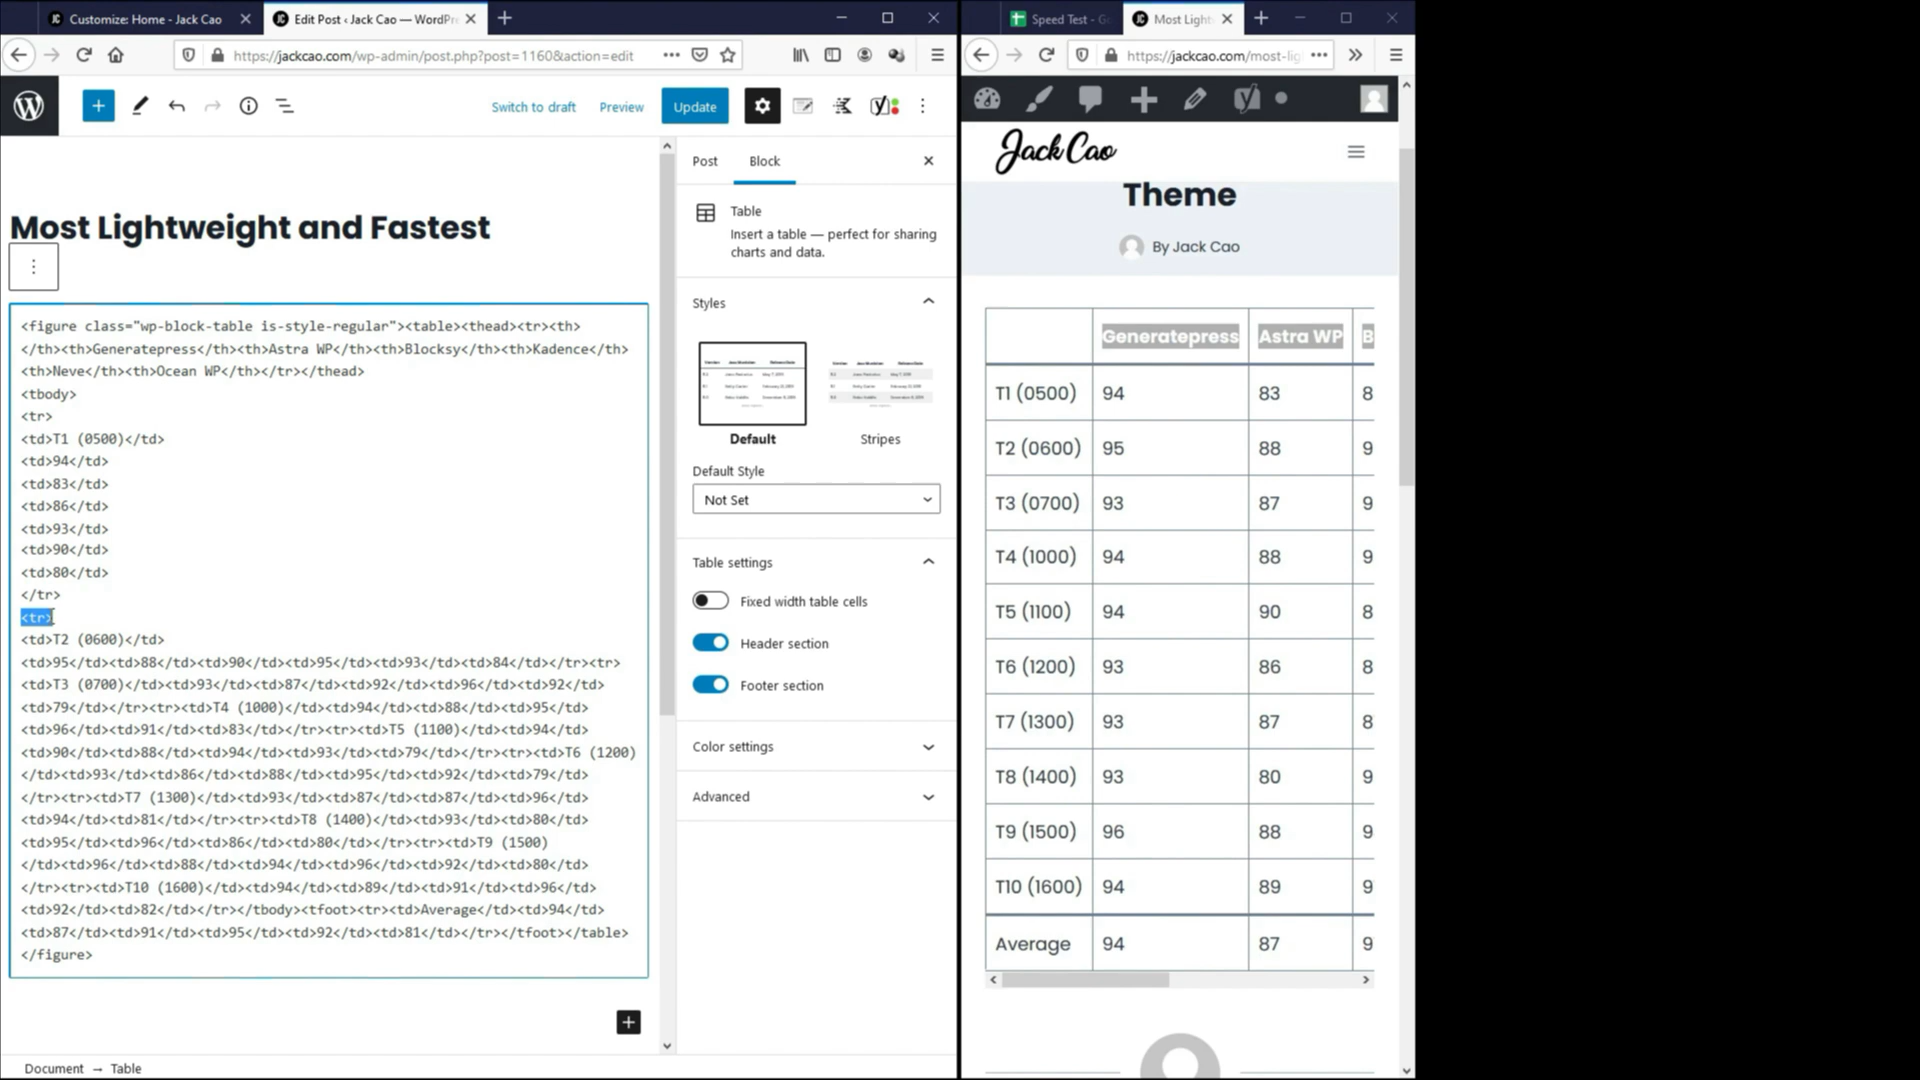 Customize: Home - Jack Cao
Edit Post ‹ Jack Cao — WordPre
https://jackcao.com/wp-admin/post.php?post=1160&action=edit
Switch to draft
Preview
Update
Most Lightweight and Fastest
<figure class="wp-block-table is-style-regular"><table><thead><tr><th>
</th><th>Generatepress</th><th>Astra WP</th><th>Blocksy</th><th>Kadence</th>
<th>Neve</th><th>Ocean WP</th></tr></thead>
<tbody>
<tr>
<td>T1 (0500)</td>
<td>94</td>
<td>83</td>
<td>86</td>
<td>93</td>
<td>90</td>
<td>80</td>
</tr>
<tr>
<td>T2 (0600)</td>
<td>95</td><td>88</td><td>90</td><td>95</td><td>93</td><td>84</td></tr><tr>
<td>T3 (0700)</td><td>93</td><td>87</td><td>92</td><td>96</td><td>92</td>
<td>79</td></tr><tr><td>T4 (1000)</td><td>94</td><td>88</td><td>95</td>
<td>96</td><td>91</td><td>83</td></tr><tr><td>T5 (1100)</td><td>94</td>
<td>90</td><td>88</td><td>94</td><td>93</td><td>79</td></tr><tr><td>T6 (1200)
</td><td>93</td><td>86</td><td>88</td><td>95</td><td>92</td><td>79</td>
</tr><tr><td>T7 (1300)</td><td>93</td><td>87</td><td>87</td><td>96</td>
<td>94</td><td>81</td></tr><tr><td>T8 (1400)</td><td>93</td><td>80</td>
<td>95</td><td>96</td><td>86</td><td>80</td></tr><tr><td>T9 (1500)
</td><td>96</td><td>88</td><td>94</td><td>96</td><td>92</td><td>80</td>
</tr><tr><td>T10 (1600)</td><td>94</td><td>89</td><td>91</td><td>96</td>
<td>92</td><td>82</td></tr></tbody><tfoot><tr><td>Average</td><td>94</td>
<td>87</td><td>91</td><td>95</td><td>92</td><td>81</td></tr></tfoot></table>
</figure>
Document → Table
Post
Block
Table
Insert a table — perfect for sharing
charts and data.
Styles
Default
Stripes
Default Style
Not Set
Table settings
Fixed width table cells
Header section
Footer section
Color settings
Advanced
Speed Test - G
Most Light
https://jackcao.com/most-lig
Jack Cao
Theme
By Jack Cao
Generatepress Astra WP B
T1 (0500) 94 83 8
T2 (0600) 95 88 9
T3 (0700) 93 87 9
T4 (1000) 94 88 9
T5 (1100) 94 90 8
T6 (1200) 93 86 8
T7 (1300) 93 87 8
T8 (1400) 93 80 9
T9 (1500) 96 88 9
T10 (1600) 94 89 9
Average 94 87 9